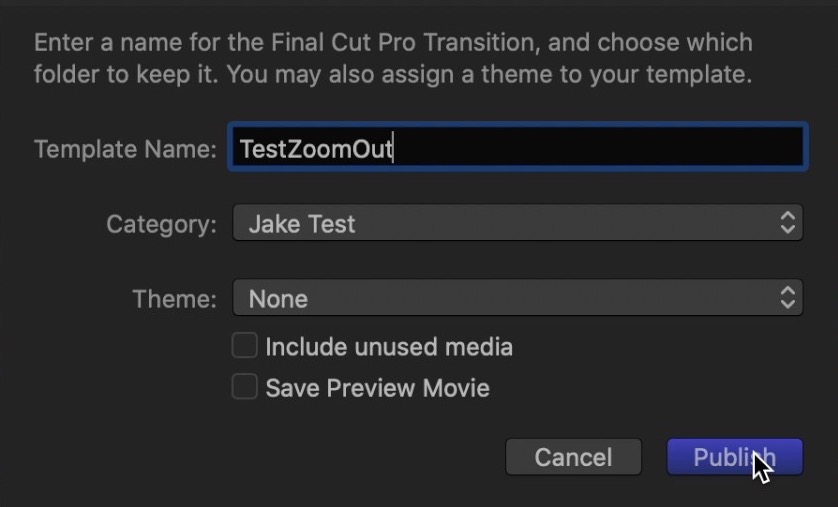 Enter a name for the Final Cut Pro Transition, and choose which
folder to keep it. You may also assign a theme to your template.
Template Name: TestZoomOut
Category: Jake Test
Theme: None
Include unused media
Save Preview Movie
Cancel Publish